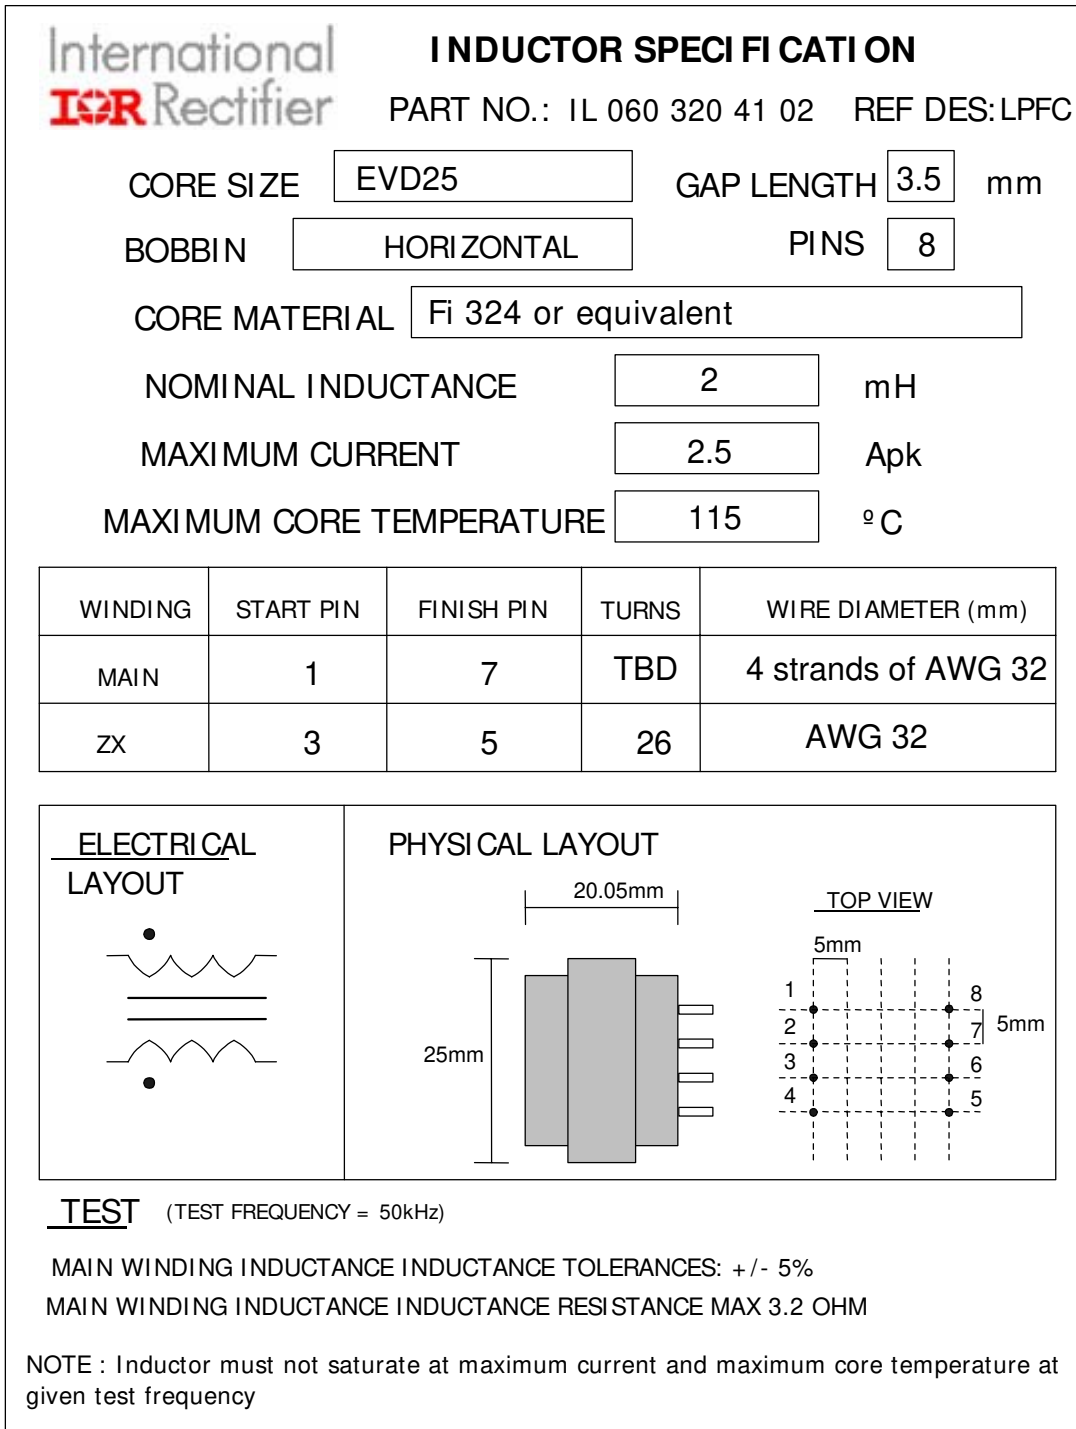 International
IOR Rectifier
INDUCTOR SPECIFICATION
PART NO.: IL 060 320 41 02 REF DES: LPFC
CORE SIZE EVD25 GAP LENGTH 3.5 mm
BOBBIN HORIZONTAL PINS 8
CORE MATERIAL Fi 324 or equivalent
NOMINAL INDUCTANCE 2 mH
MAXIMUM CURRENT 2.5 Apk
MAXIMUM CORE TEMPERATURE 115 ºC
WINDING START PIN FINISH PIN TURNS WIRE DIAMETER (mm)
MAIN 1 7 TBD 4 strands of AWG 32
ZX 3 5 26 AWG 32
ELECTRICAL
LAYOUT
PHYSICAL LAYOUT
20.05mm
25mm
TOP VIEW
5mm
1 8
2 7 5mm
3 6
4 5
TEST (TEST FREQUENCY = 50kHz)
MAIN WINDING INDUCTANCE INDUCTANCE TOLERANCES: +/- 5%
MAIN WINDING INDUCTANCE INDUCTANCE RESISTANCE MAX 3.2 OHM
NOTE : Inductor must not saturate at maximum current and maximum core temperature at
given test frequency